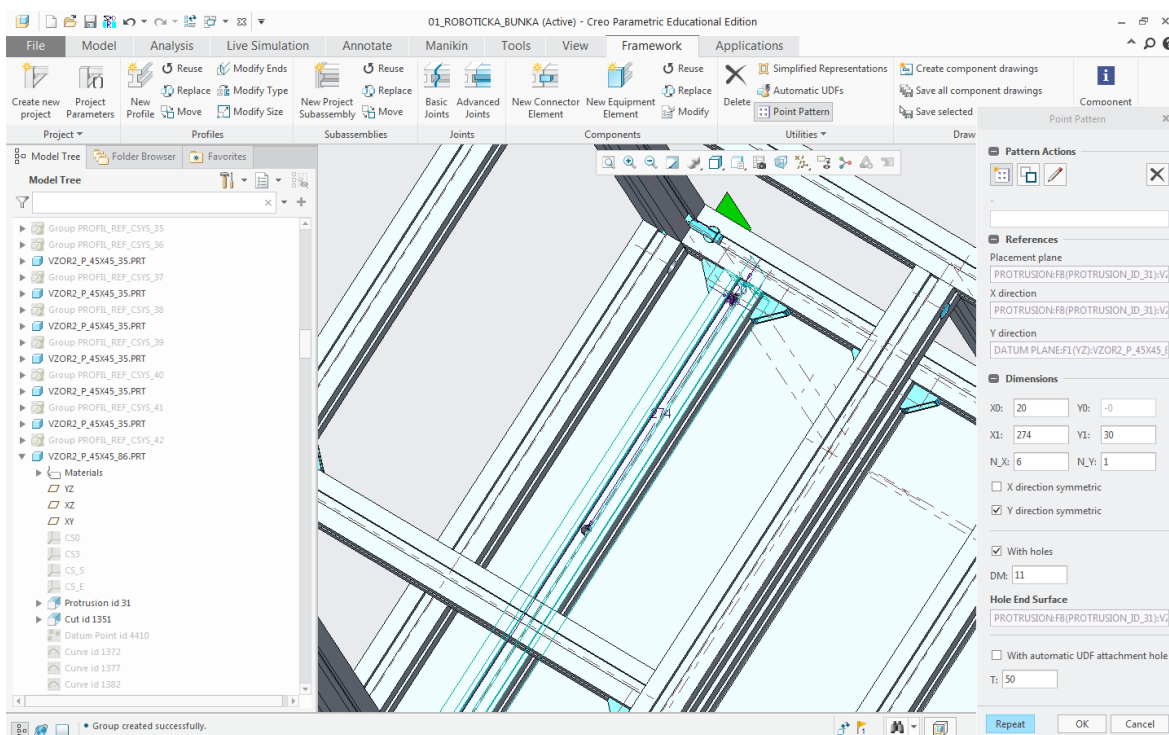 01_ROBOTICKA_BUNKA (Active) - Creo Parametric Educational Edition
File Model Analysis Live Simulation Annotate Manikin Tools View Framework Applications
Create new project
Project Parameters
New Profile
Reuse
Replace
Move
Modify Ends
Modify Type
Modify Size
New Project Subassembly
Reuse
Replace
Move
Basic Joints
Advanced Joints
New Connector Element
New Equipment Element
Reuse
Replace
Modify
Delete
Simplified Representations
Automatic UDFs
Point Pattern
Create component drawings
Save all component drawings
Save selected
Component
Project Profiles Subassemblies Joints Components Utilities Draw
Model Tree Folder Browser Favorites
Model Tree
Group PROFIL_REF_CSYS_35
Group PROFIL_REF_CSYS_36
VZOR2_P_45X45_35.PRT
Group PROFIL_REF_CSYS_37
VZOR2_P_45X45_35.PRT
Group PROFIL_REF_CSYS_38
VZOR2_P_45X45_35.PRT
Group PROFIL_REF_CSYS_39
VZOR2_P_45X45_35.PRT
Group PROFIL_REF_CSYS_40
VZOR2_P_45X45_35.PRT
Group PROFIL_REF_CSYS_41
VZOR2_P_45X45_35.PRT
Group PROFIL_REF_CSYS_42
VZOR2_P_45X45_86.PRT
Materials
YZ
XZ
XY
CS0
CS3
CS_S
CS_E
Protrusion id 31
Cut id 1351
Datum Point id 4410
Curve id 1372
Curve id 1377
Curve id 1382
• Group created successfully.
274
Point Pattern
Pattern Actions
-
References
Placement plane
PROTRUSION:F8(PROTRUSION_ID_31):VZ
X direction
PROTRUSION:F8(PROTRUSION_ID_31):VZ
Y direction
DATUM PLANE:F1(YZ):VZOR2_P_45X45_8
Dimensions
X0: 20 Y0: -0
X1: 274 Y1: 30
N_X: 6 N_Y: 1
X direction symmetric
Y direction symmetric
With holes
DM: 11
Hole End Surface
PROTRUSION:F8(PROTRUSION_ID_31):VZ
With automatic UDF attachment hole
T: 50
Repeat OK Cancel